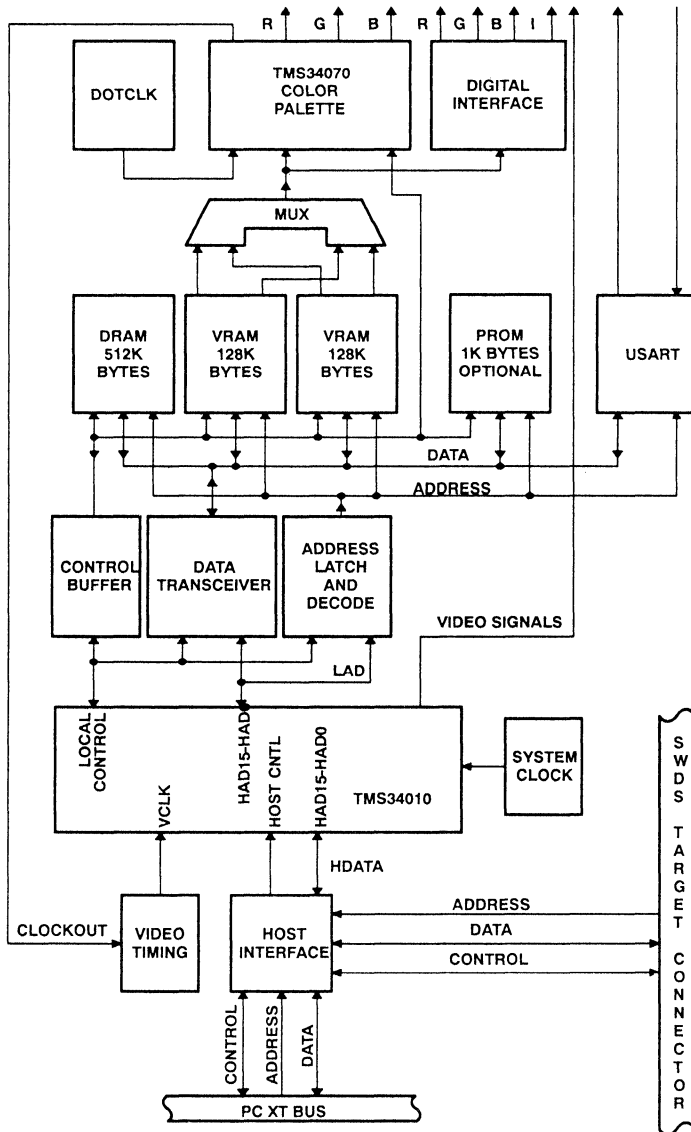 R G B R G B I
DOTCLK
TMS34070
COLOR
PALETTE
DIGITAL
INTERFACE
MUX
DRAM
512K
BYTES
VRAM
128K
BYTES
VRAM
128K
BYTES
PROM
1K BYTES
OPTIONAL
USART
DATA
ADDRESS
CONTROL
BUFFER
DATA
TRANSCEIVER
ADDRESS
LATCH
AND
DECODE
VIDEO SIGNALS
LAD
LOCAL
CONTROL
HAD15-HAD0
VCLK
HOST CNTL
HAD15-HAD0
TMS34010
SYSTEM
CLOCK
SWDS TARGET CONNECTOR
HDATA
CLOCKOUT
VIDEO
TIMING
HOST
INTERFACE
ADDRESS
DATA
CONTROL
CONTROL
ADDRESS
DATA
PC XT BUS